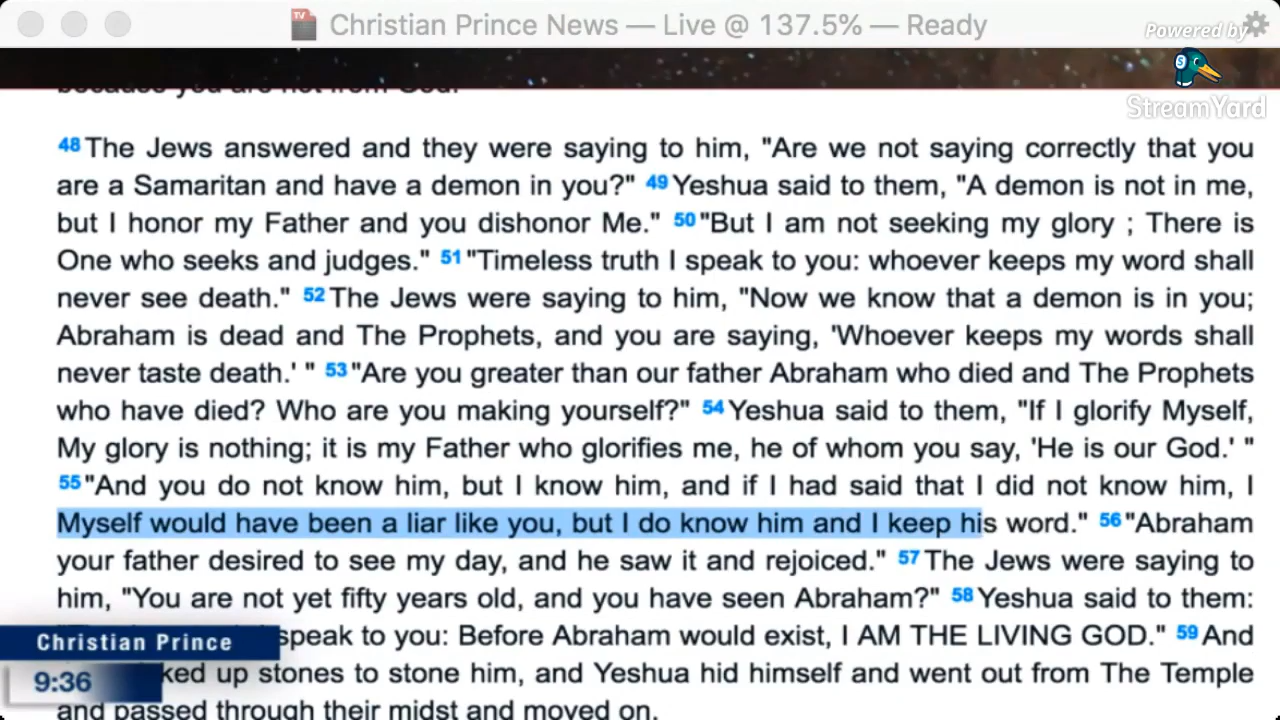 Christian Prince News — Live @ 137.5% — Ready
Powered by
StreamYard
because you are not from God.
48 The Jews answered and they were saying to him, "Are we not saying correctly that you
are a Samaritan and have a demon in you?" 49 Yeshua said to them, "A demon is not in me,
but I honor my Father and you dishonor Me." 50 "But I am not seeking my glory ; There is
One who seeks and judges." 51 "Timeless truth I speak to you: whoever keeps my word shall
never see death." 52 The Jews were saying to him, "Now we know that a demon is in you;
Abraham is dead and The Prophets, and you are saying, 'Whoever keeps my words shall
never taste death.' " 53 "Are you greater than our father Abraham who died and The Prophets
who have died? Who are you making yourself?" 54 Yeshua said to them, "If I glorify Myself,
My glory is nothing; it is my Father who glorifies me, he of whom you say, 'He is our God.' "
55 "And you do not know him, but I know him, and if I had said that I did not know him, I
Myself would have been a liar like you, but I do know him and I keep his word." 56 "Abraham
your father desired to see my day, and he saw it and rejoiced." 57 The Jews were saying to
him, "You are not yet fifty years old, and you have seen Abraham?" 58 Yeshua said to them:
speak to you: Before Abraham would exist, I AM THE LIVING GOD." 59 And
ked up stones to stone him, and Yeshua hid himself and went out from The Temple
and passed through their midst and moved on.
Christian Prince
9:36